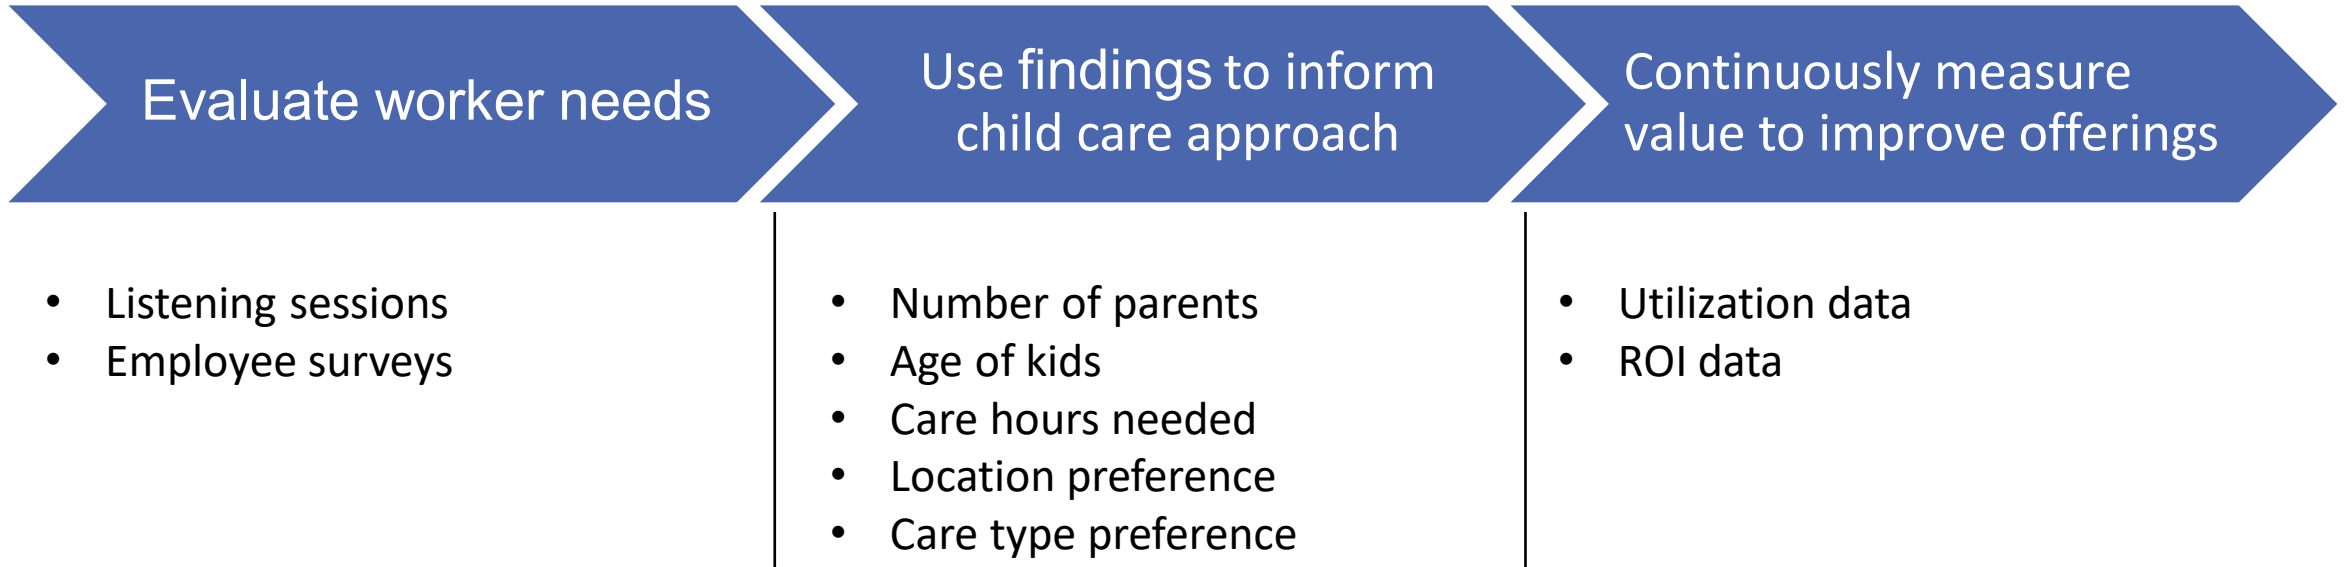 Evaluate worker needs
Use findings to inform
child care approach
Continuously measure
value to improve offerings
• Listening sessions
• Employee surveys
• Number of parents
• Age of kids
• Care hours needed
• Location preference
• Care type preference
• Utilization data
• ROI data